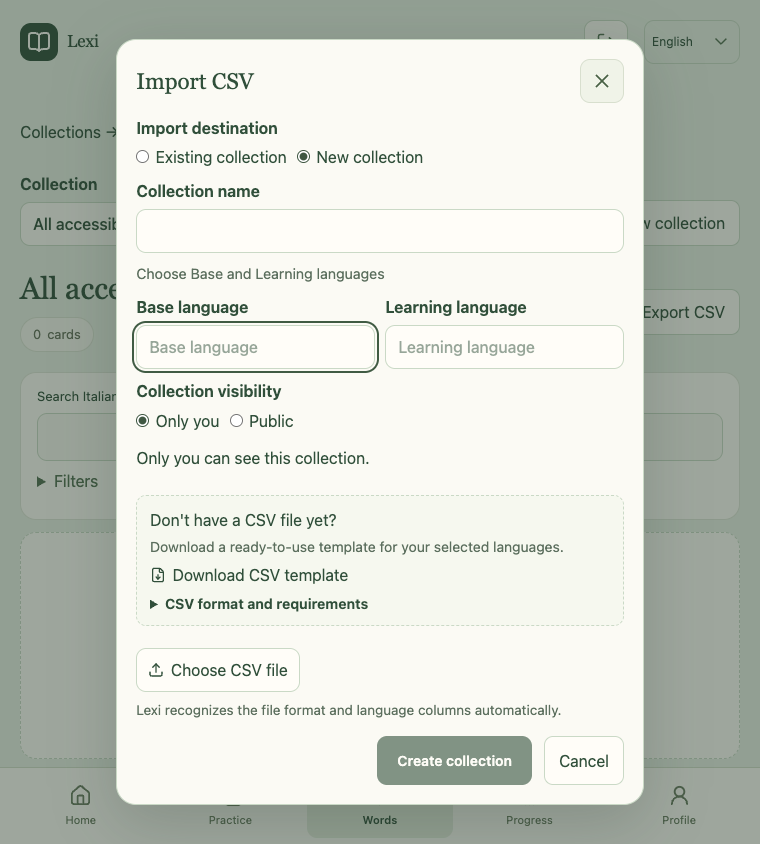 Lexi
English
Import CSV
Collections →
Import destination
Existing collection
New collection
Collection
Collection name
All
collection
Choose Base and Learning languages
All
Base language
Learning language
Export CSV
0 cards
Base language
Learning language
Collection visibility
Search
Only you
Public
Only you can see this collection.
Filters
Don't have a CSV file yet?
Download a ready-to-use template for your selected languages.
Download CSV template
CSV format and requirements
Choose CSV file
Lexi recognizes the file format and language columns automatically.
Create collection
Cancel
Home
Practice
Words
Progress
Profile